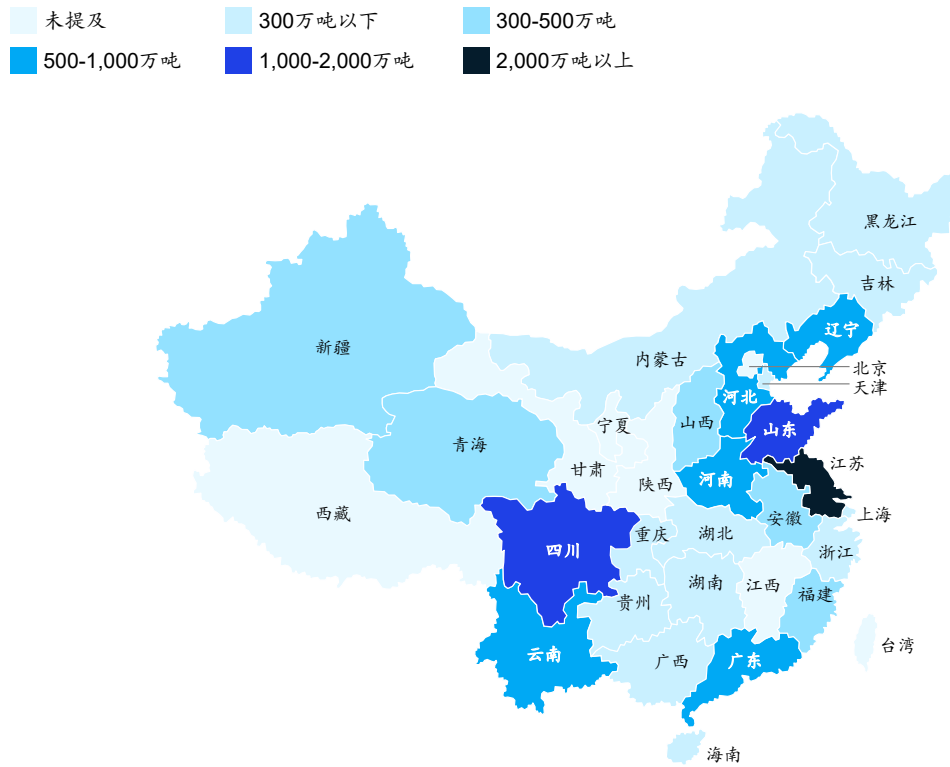 未提及
300万吨以下
300-500万吨
500-1,000万吨
1,000-2,000万吨
2,000万吨以上
黑龙江
吉林
辽宁
新疆
内蒙古
北京
天津
河北
宁夏
山西
山东
青海
甘肃
江苏
陕西
河南
西藏
安徽
上海
重庆
湖北
四川
浙江
湖南
江西
贵州
福建
台湾
云南
广西
广东
海南